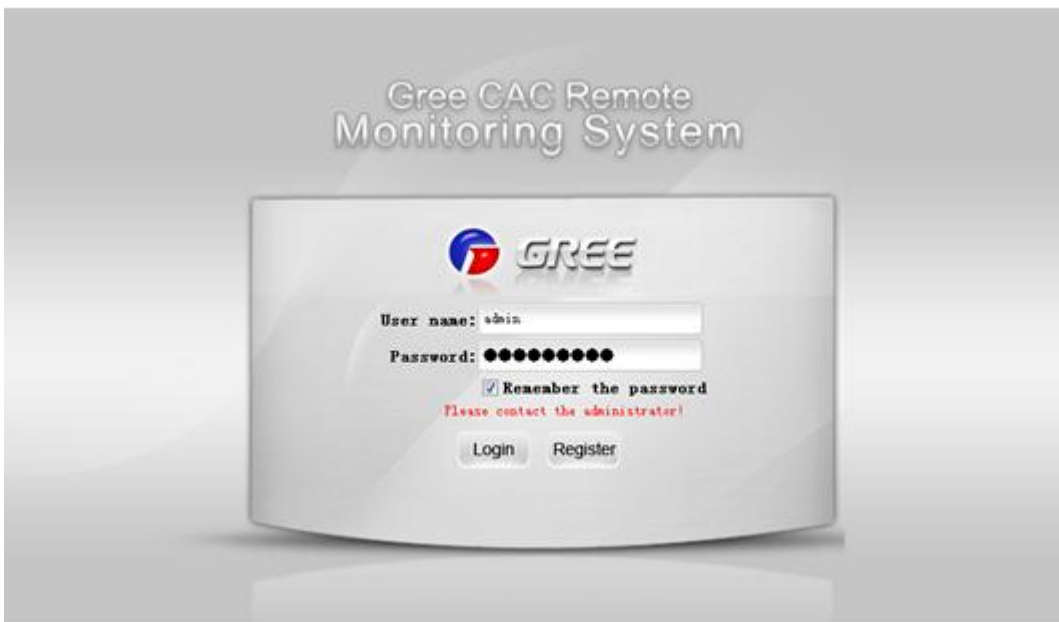 Gree CAC Remote
Monitoring System
GREE
User name: admin
Password: ●●●●●●●●●
Remember the password
Please contact the administrator!
Login Register